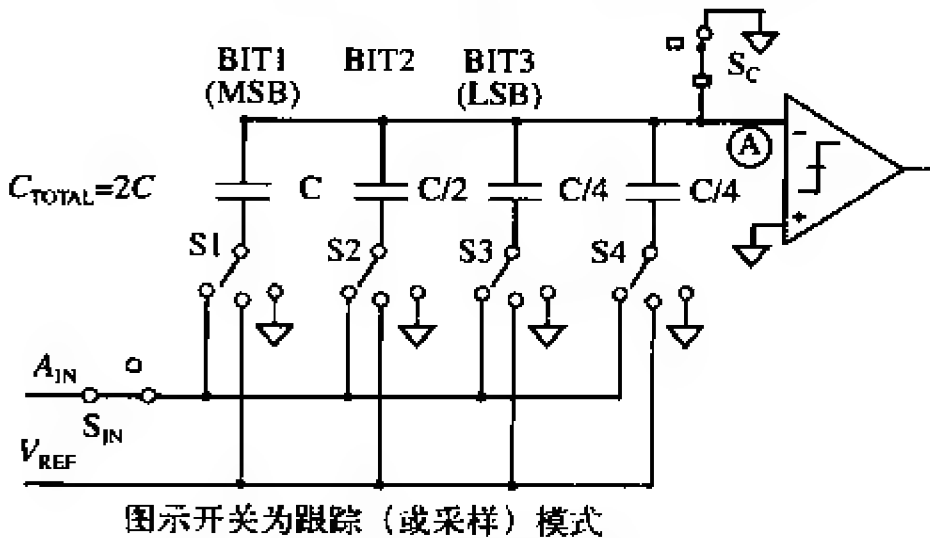 BIT1
(MSB)
BIT2
BIT3
(LSB)
S_C
A
C_TOTAL=2C
C
C/2
C/4
C/4
S1
S2
S3
S4
−
+
A_IN
S_IN
V_REF
图示开关为跟踪（或采样）模式